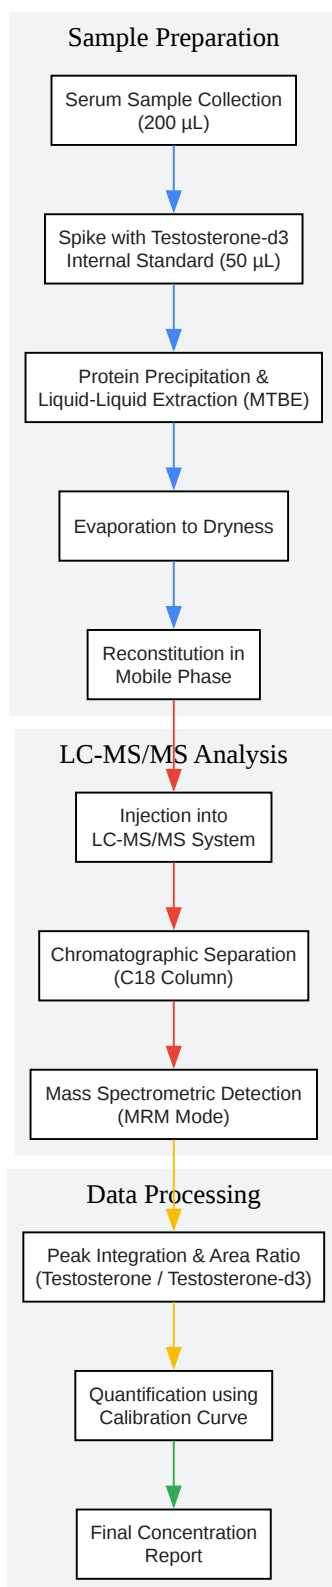 Sample Preparation
Serum Sample Collection
(200 µL)
Spike with Testosterone-d3
Internal Standard (50 µL)
Protein Precipitation &
Liquid-Liquid Extraction (MTBE)
Evaporation to Dryness
Reconstitution in
Mobile Phase
LC-MS/MS Analysis
Injection into
LC-MS/MS System
Chromatographic Separation
(C18 Column)
Mass Spectrometric Detection
(MRM Mode)
Data Processing
Peak Integration & Area Ratio
(Testosterone / Testosterone-d3)
Quantification using
Calibration Curve
Final Concentration
Report